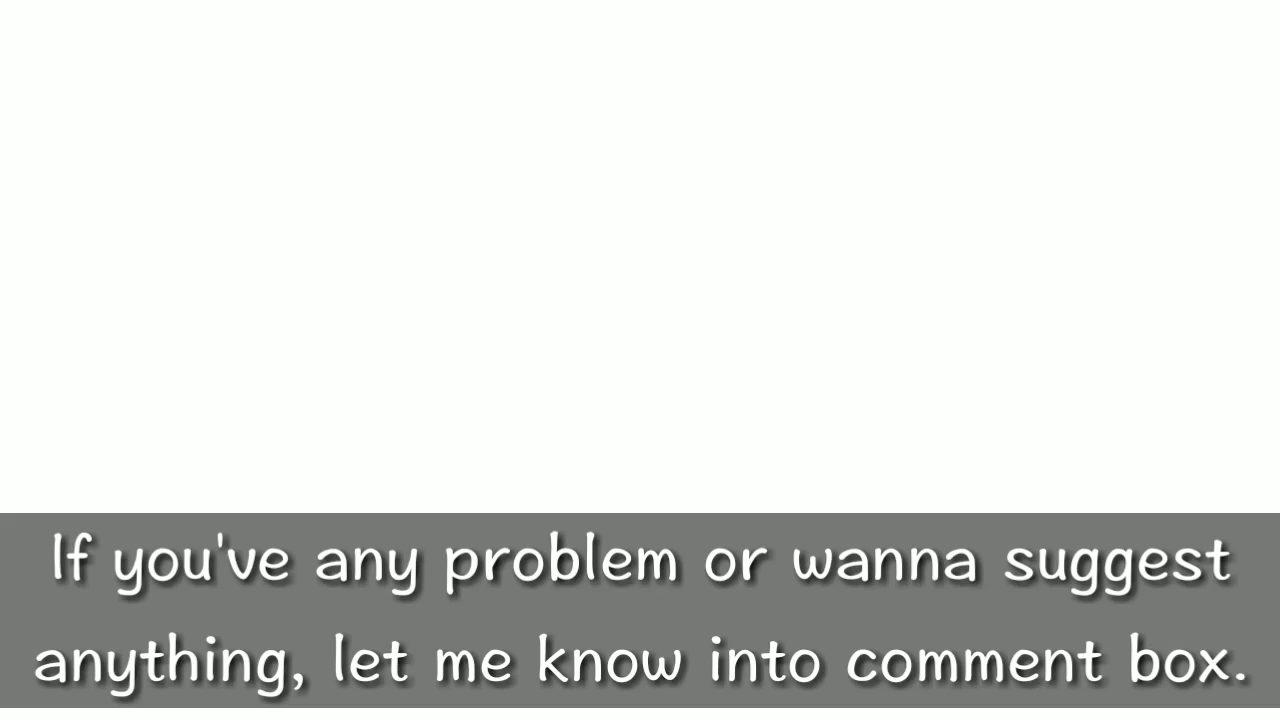 If you've any problem or wanna suggest
anything, let me know into comment box.